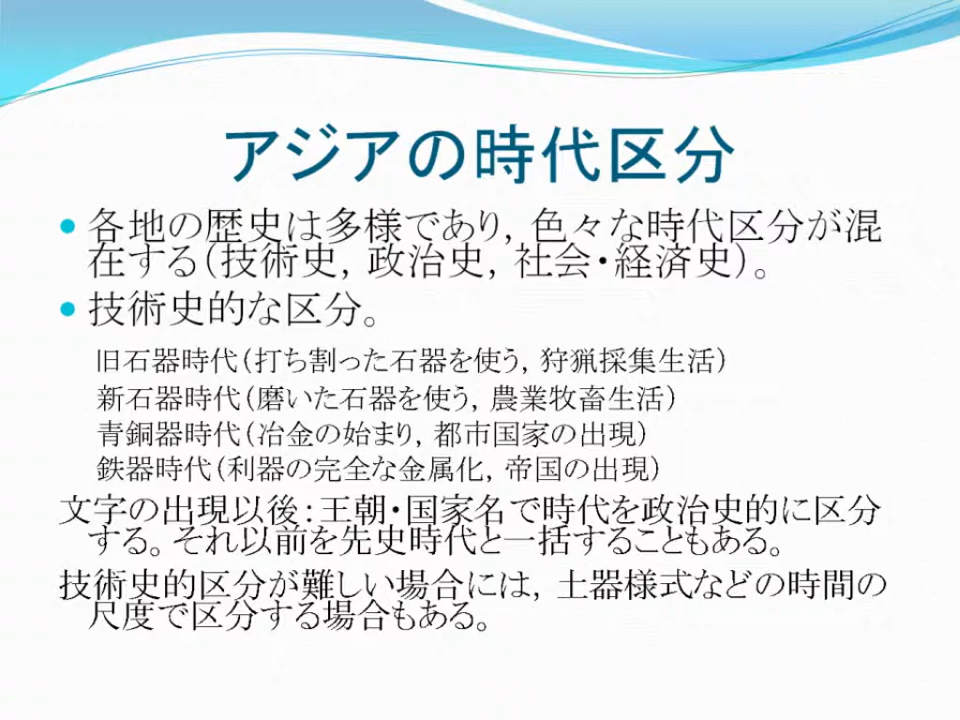 アジアの時代区分
• 各地の歴史は多様であり，色々な時代区分が混
在する（技術史，政治史，社会・経済史）。
• 技術史的な区分。
旧石器時代（打ち割った石器を使う，狩猟採集生活）
新石器時代（磨いた石器を使う，農業牧畜生活）
青銅器時代（冶金の始まり，都市国家の出現）
鉄器時代（利器の完全な金属化，帝国の出現）
文字の出現以後：王朝・国家名で時代を政治史的に区分
する。それ以前を先史時代と一括することもある。
技術史的区分が難しい場合には，土器様式などの時間の
尺度で区分する場合もある。